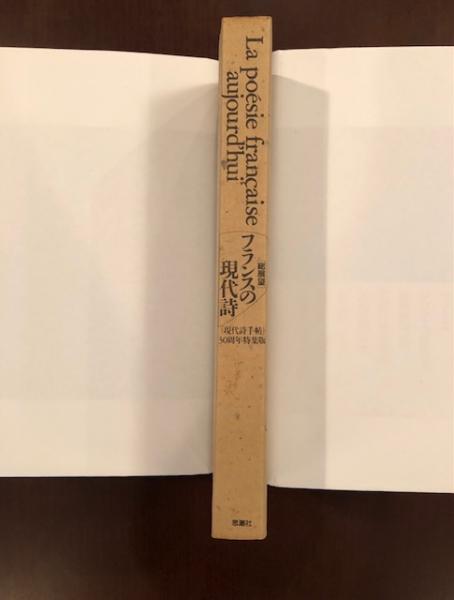 La poésie française
aujourd'hui
総展望
フランスの
現代詩
「現代詩手帖」
30周年特集版
思潮社